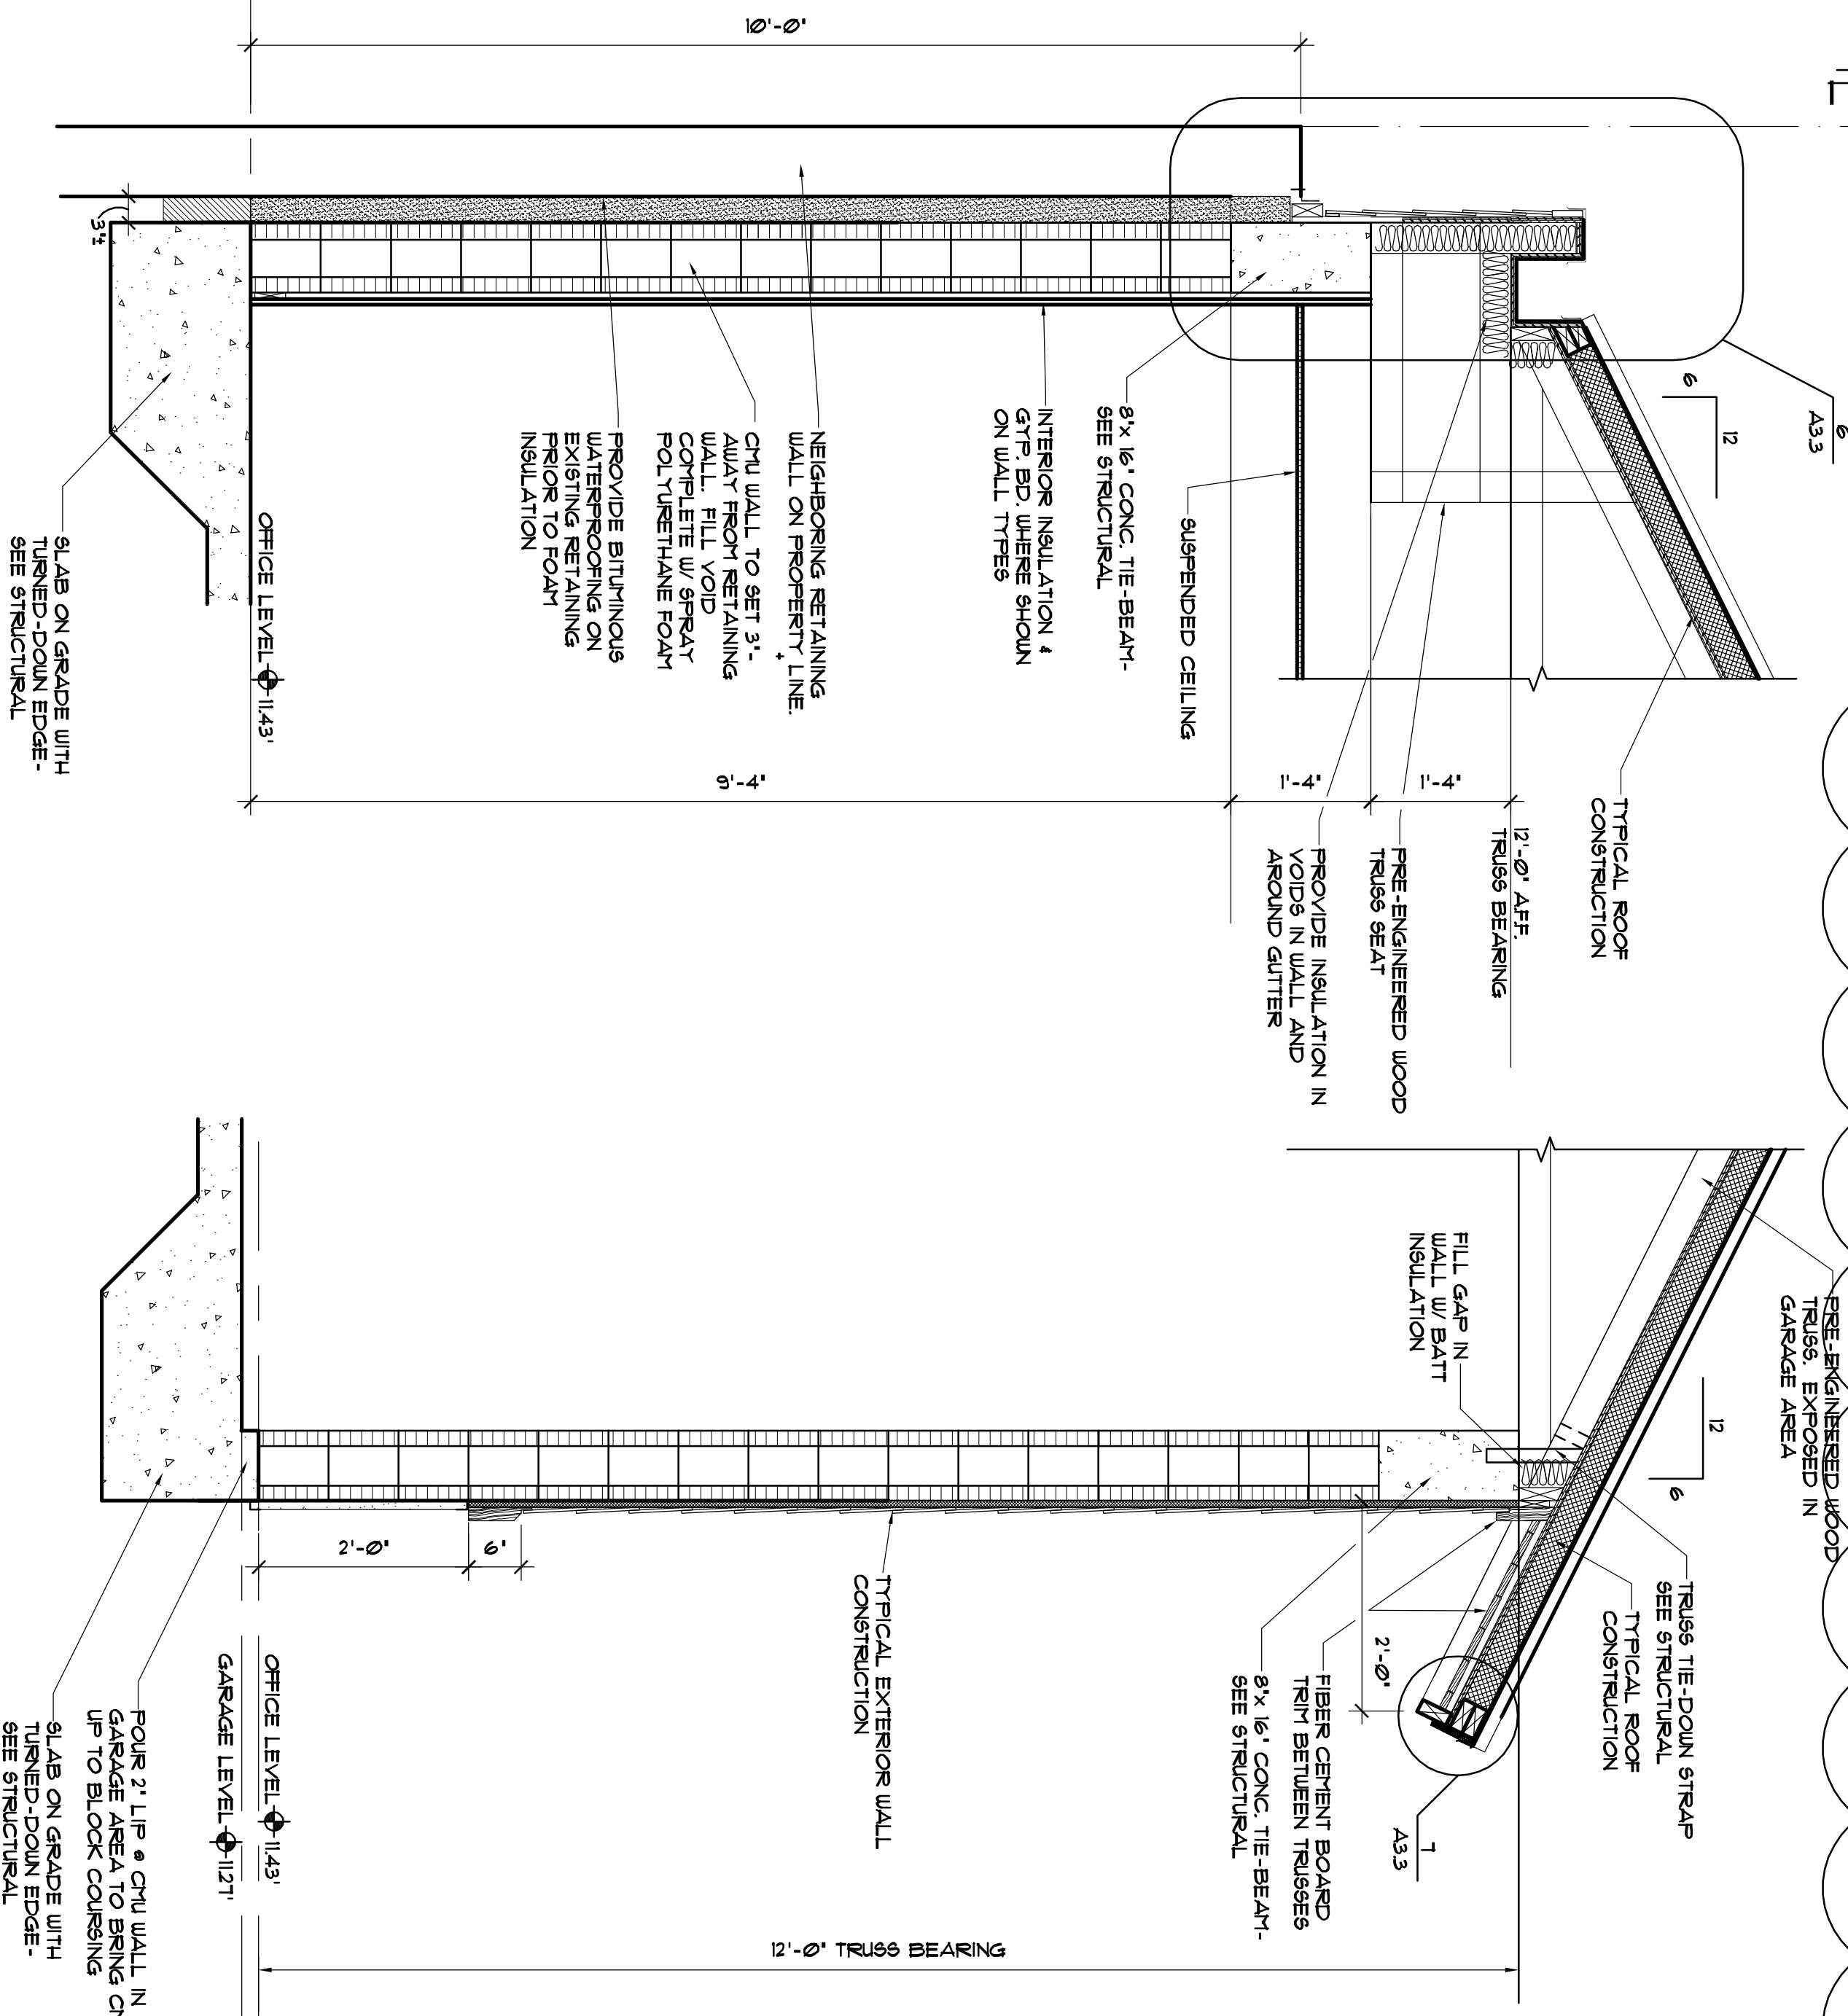 10'-0"
6
A3.3
6
12
3"±
8"x 16" CONC. TIE-BEAM-
SEE STRUCTURAL
INTERIOR INSULATION &
GYP. BD. WHERE SHOWN
ON WALL TYPES
NEIGHBORING RETAINING
WALL ON PROPERTY LINE.
CMU WALL TO SET 3"-
+
AWAY FROM RETAINING
WALL. FILL VOID
COMPLETE W/ SPRAY
POLYURETHANE FOAM
PROVIDE BITUMINOUS
WATERPROOFING ON
EXISTING RETAINING
PRIOR TO FOAM
INSULATION
SUSPENDED CEILING
OFFICE LEVEL 11.43'
SLAB ON GRADE WITH
TURNED-DOWN EDGE-
SEE STRUCTURAL
9'-4"
1'-4"
1'-4"
TYPICAL ROOF
CONSTRUCTION
12'-0" A.F.F.
TRUSS BEARING
PRE-ENGINEERED WOOD
TRUSS SEAT
PROVIDE INSULATION IN
VOIDS IN WALL AND
AROUND GUTTER
FILL GAP IN
WALL W/ BATT
INSULATION
PRE-ENGINEERED WOOD
TRUSS. EXPOSED IN
GARAGE AREA
12
6
TRUSS TIE-DOWN STRAP
SEE STRUCTURAL
TYPICAL ROOF
CONSTRUCTION
2'-0"
6"
2'-0"
TYPICAL EXTERIOR WALL
CONSTRUCTION
FIBER CEMENT BOARD
TRIM BETWEEN TRUSSES
8"x 16" CONC. TIE-BEAM-
SEE STRUCTURAL
7
A3.3
OFFICE LEVEL 11.43'
GARAGE LEVEL 11.27'
POUR 2" LIP @ CMU WALL IN
GARAGE AREA TO BRING
UP TO BLOCK COURSING
SLAB ON GRADE WITH
TURNED-DOWN EDGE-
SEE STRUCTURAL
12'-0" TRUSS BEARING